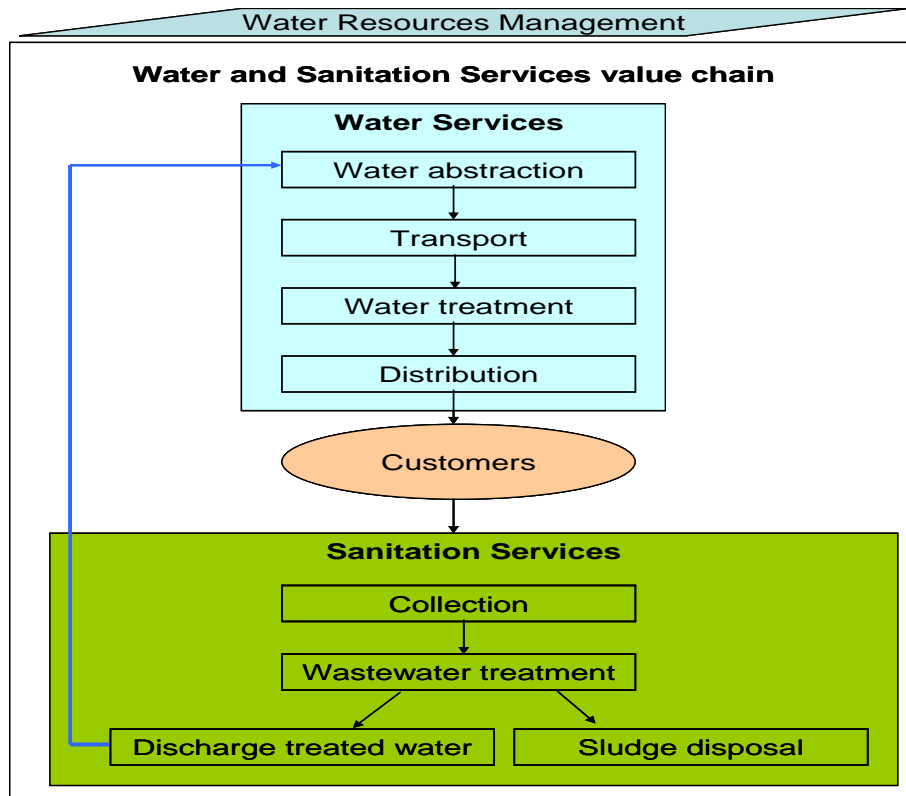 Water Resources Management
Water and Sanitation Services value chain
Water Services
Water abstraction
Transport
Water treatment
Distribution
Customers
Sanitation Services
Collection
Wastewater treatment
Discharge treated water
Sludge disposal